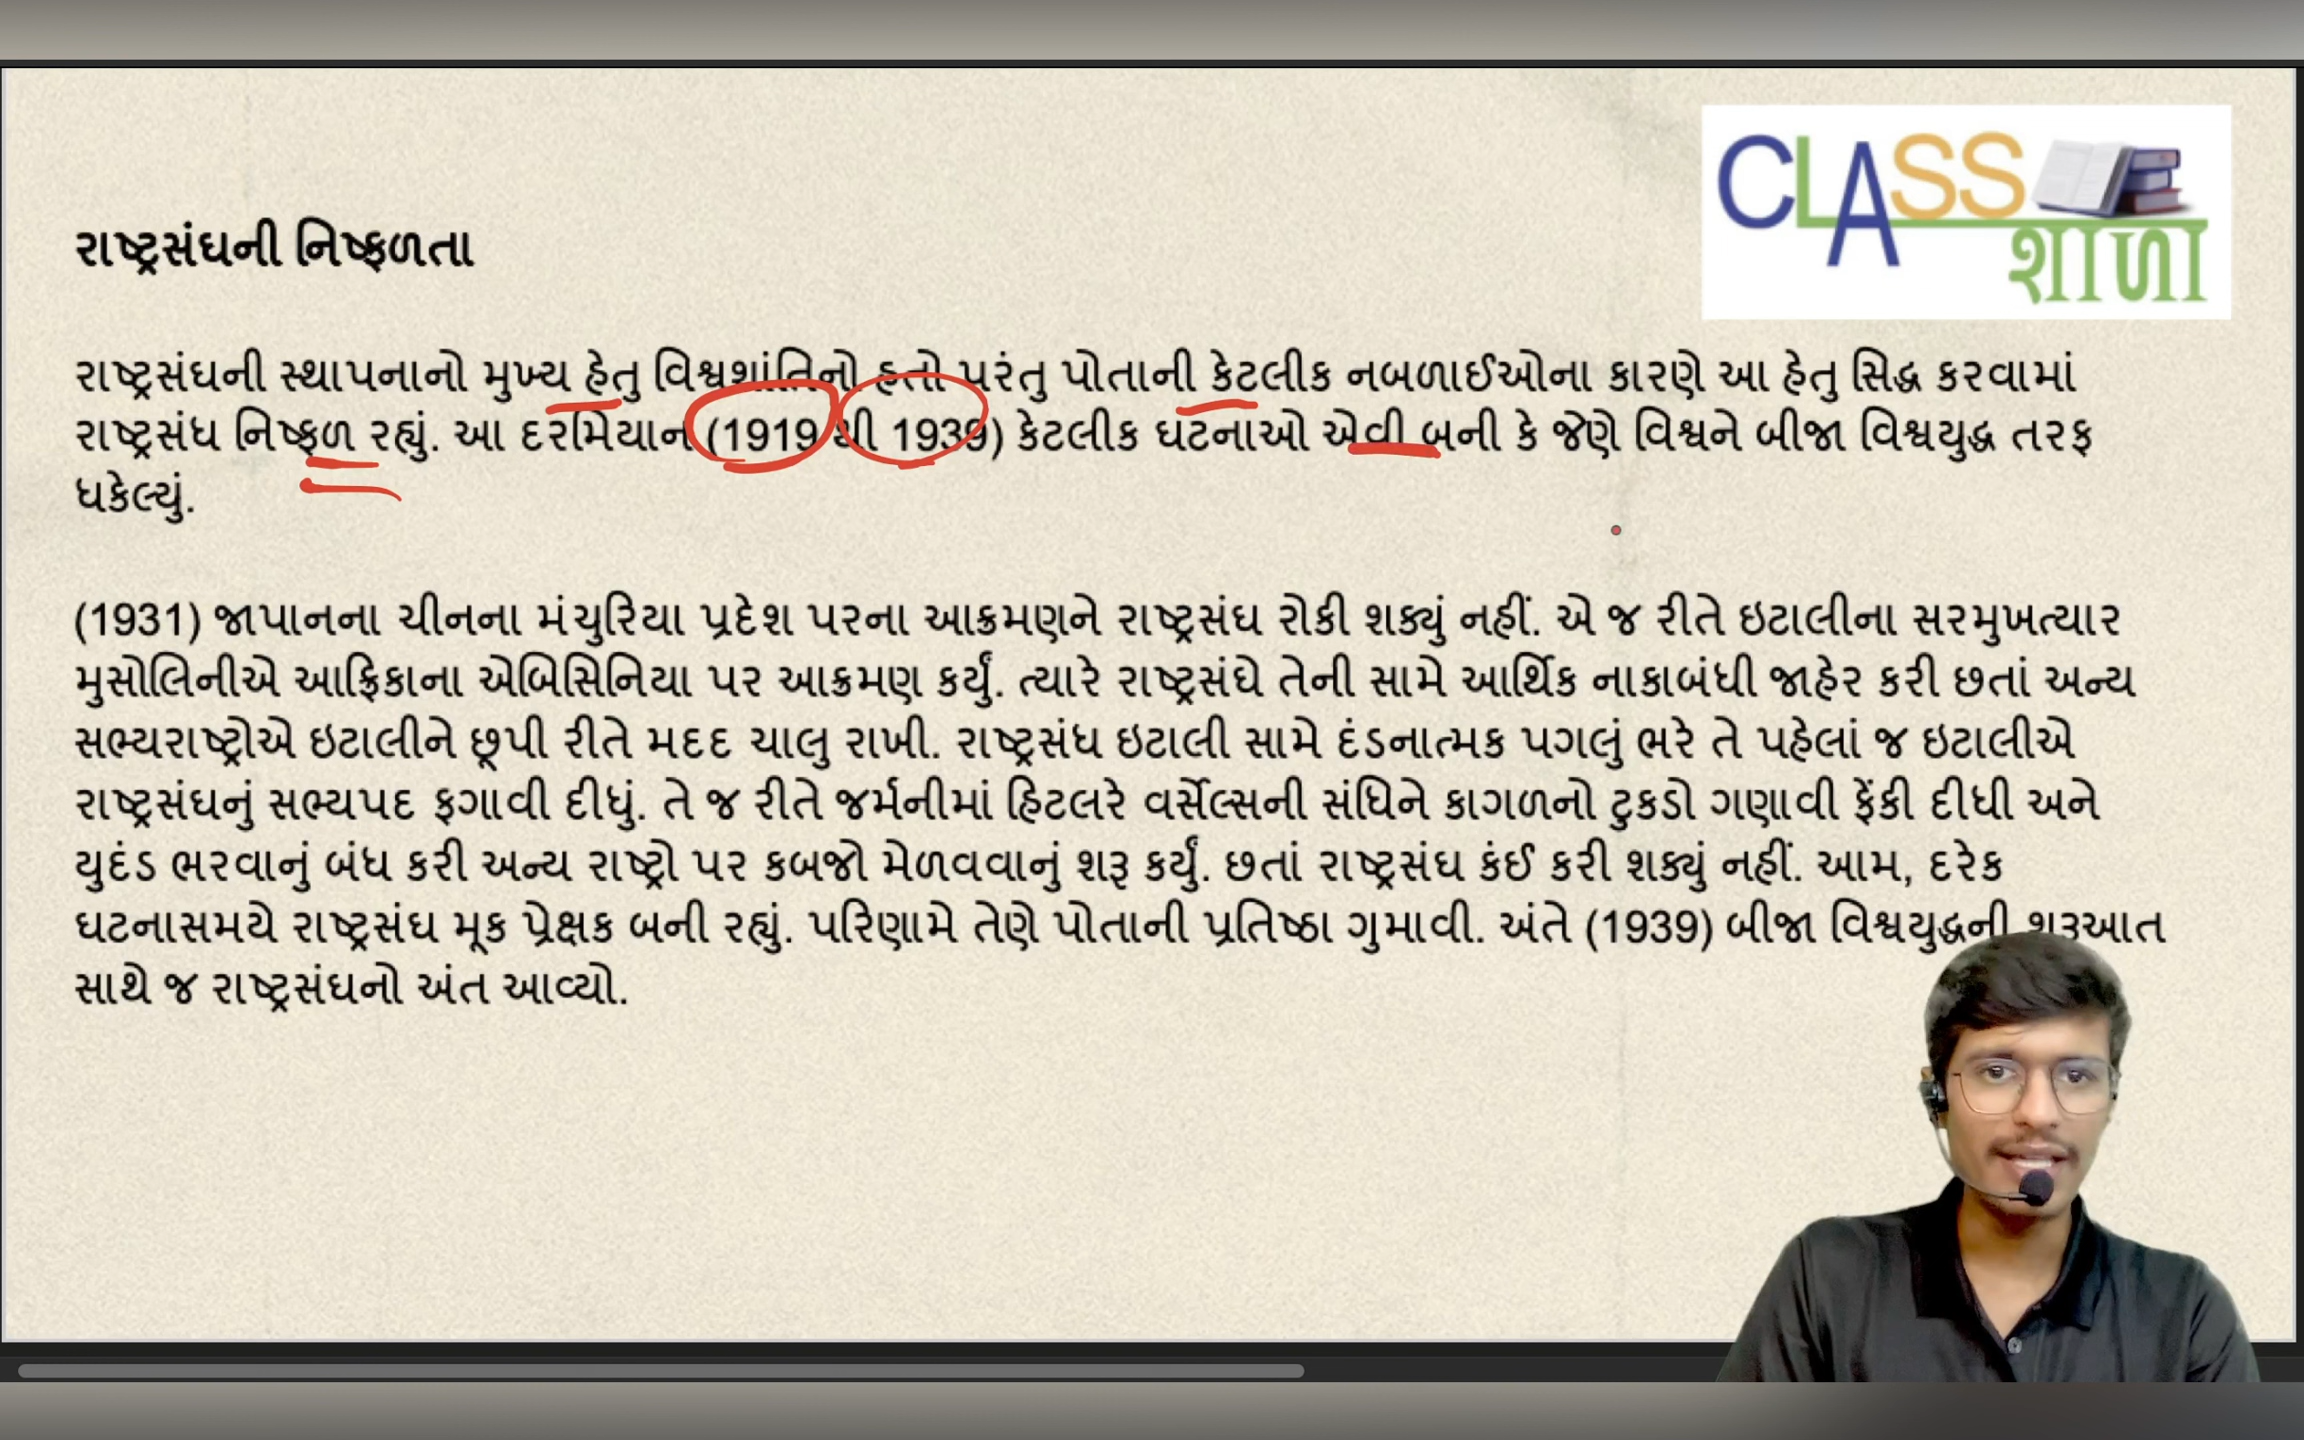 CLASS
શાળા
રાષ્ટ્રસંઘની નિષ્ફળતા
રાષ્ટ્રસંઘની સ્થાપનાનો મુખ્ય હેતુ વિશ્વશાંતિનો હતો પરંતુ પોતાની કેટલીક નબળાઈઓના કારણે આ હેતુ સિદ્ધ કરવામાં
રાષ્ટ્રસંઘ નિષ્ફળ રહ્યું. આ દરમિયાન (1919 થી 1939) કેટલીક ઘટનાઓ એવી બની કે જેણે વિશ્વને બીજા વિશ્વયુદ્ધ તરફ
ધકેલ્યું.
(1931) જાપાનના ચીનના મંચુરિયા પ્રદેશ પરના આક્રમણને રાષ્ટ્રસંઘ રોકી શક્યું નહીં. એ જ રીતે ઇટાલીના સરમુખત્યાર
મુસોલિનીએ આફ્રિકાના એબિસિનિયા પર આક્રમણ કર્યું. ત્યારે રાષ્ટ્રસંઘે તેની સામે આર્થિક નાકાબંધી જાહેર કરી છતાં અન્ય
સભ્યરાષ્ટ્રોએ ઇટાલીને છૂપી રીતે મદદ ચાલુ રાખી. રાષ્ટ્રસંઘ ઇટાલી સામે દંડનાત્મક પગલું ભરે તે પહેલાં જ ઇટાલીએ
રાષ્ટ્રસંઘનું સભ્યપદ ફગાવી દીધું. તે જ રીતે જર્મનીમાં હિટલરે વર્સેલ્સની સંધિને કાગળનો ટુકડો ગણાવી ફેંકી દીધી અને
યુદંડ ભરવાનું બંધ કરી અન્ય રાષ્ટ્રો પર કબજો મેળવવાનું શરૂ કર્યું. છતાં રાષ્ટ્રસંઘ કંઈ કરી શક્યું નહીં. આમ, દરેક
ઘટનાસમયે રાષ્ટ્રસંઘ મૂક પ્રેક્ષક બની રહ્યું. પરિણામે તેણે પોતાની પ્રતિષ્ઠા ગુમાવી. અંતે (1939) બીજા વિશ્વયુદ્ધની શરૂઆત
સાથે જ રાષ્ટ્રસંઘનો અંત આવ્યો.